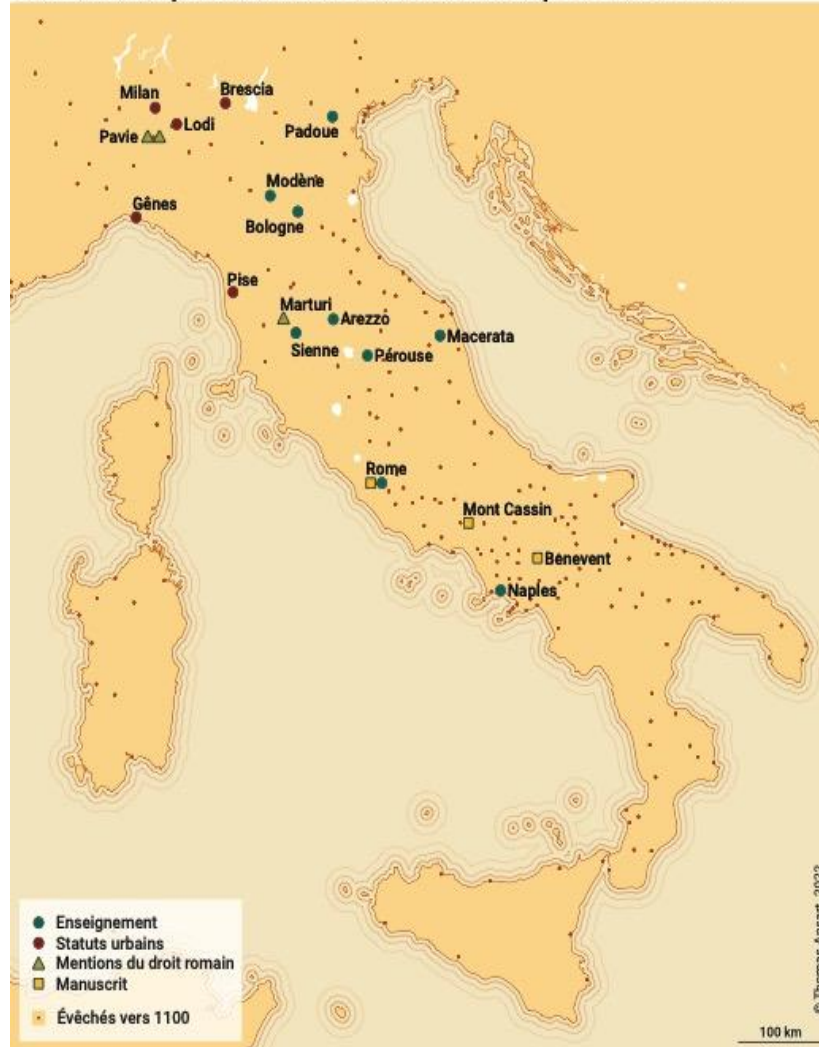 Milan
Brescia
Lodi
Padoue
Pavie
Modène
Bologne
Gênes
Pise
Marturi
Arezzo
Macerata
Sienne
Pérouse
Rome
Mont Cassin
Bénévent
Naples
Enseignement
Statuts urbains
Mentions du droit romain
Manuscrit
Évêchés vers 1100
100 km